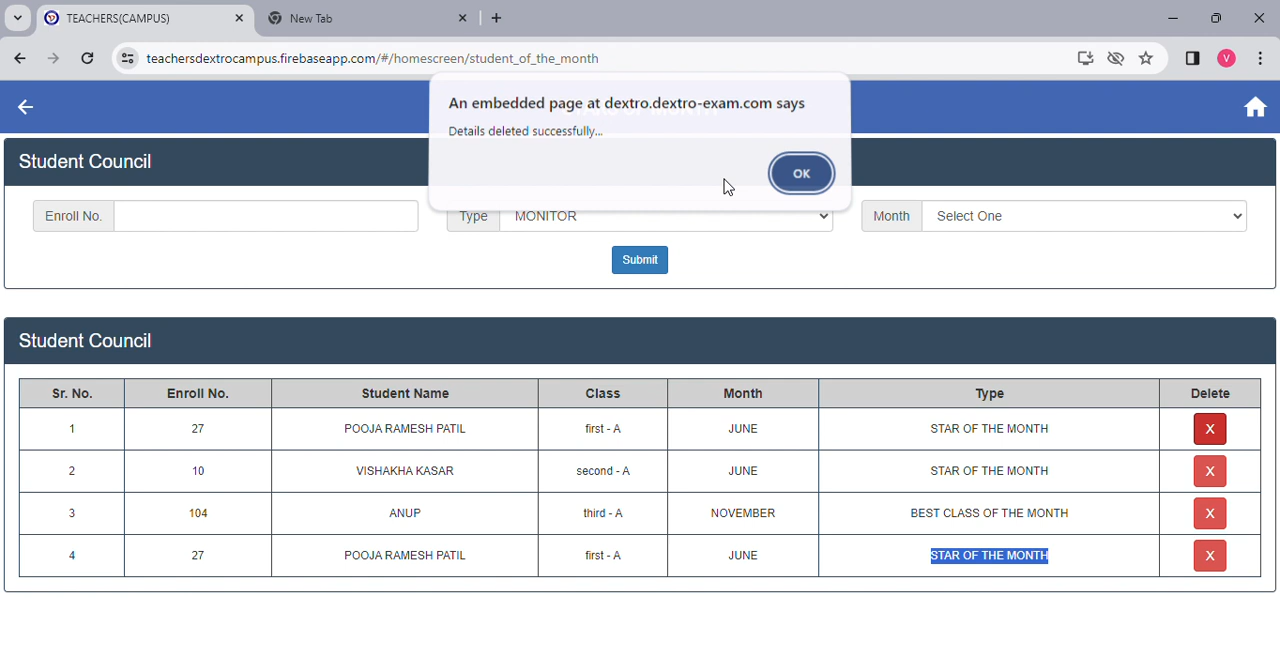 TEACHERS(CAMPUS)
New Tab
teachersdextrocampus.firebaseapp.com/#/homescreen/student_of_the_month
V
An embedded page at dextro.dextro-exam.com says
Details deleted successfully...
OK
Student Council
Enroll No.
Type MONITOR
Month Select One
Submit
Student Council
Sr. No. Enroll No. Student Name Class Month Type Delete
1 27 POOJA RAMESH PATIL first - A JUNE STAR OF THE MONTH X
2 10 VISHAKHA KASAR second - A JUNE STAR OF THE MONTH X
3 104 ANUP third - A NOVEMBER BEST CLASS OF THE MONTH X
4 27 POOJA RAMESH PATIL first - A JUNE STAR OF THE MONTH X